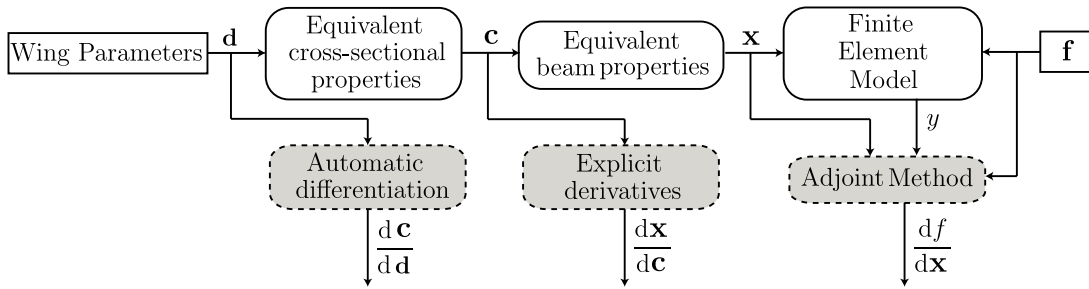 Wing Parameters
d
Equivalent
cross-sectional
properties
c
Equivalent
beam properties
x
Finite
Element
Model
f
y
Automatic
differentiation
Explicit
derivatives
Adjoint Method
d c
d d
dx
dc
df
dx